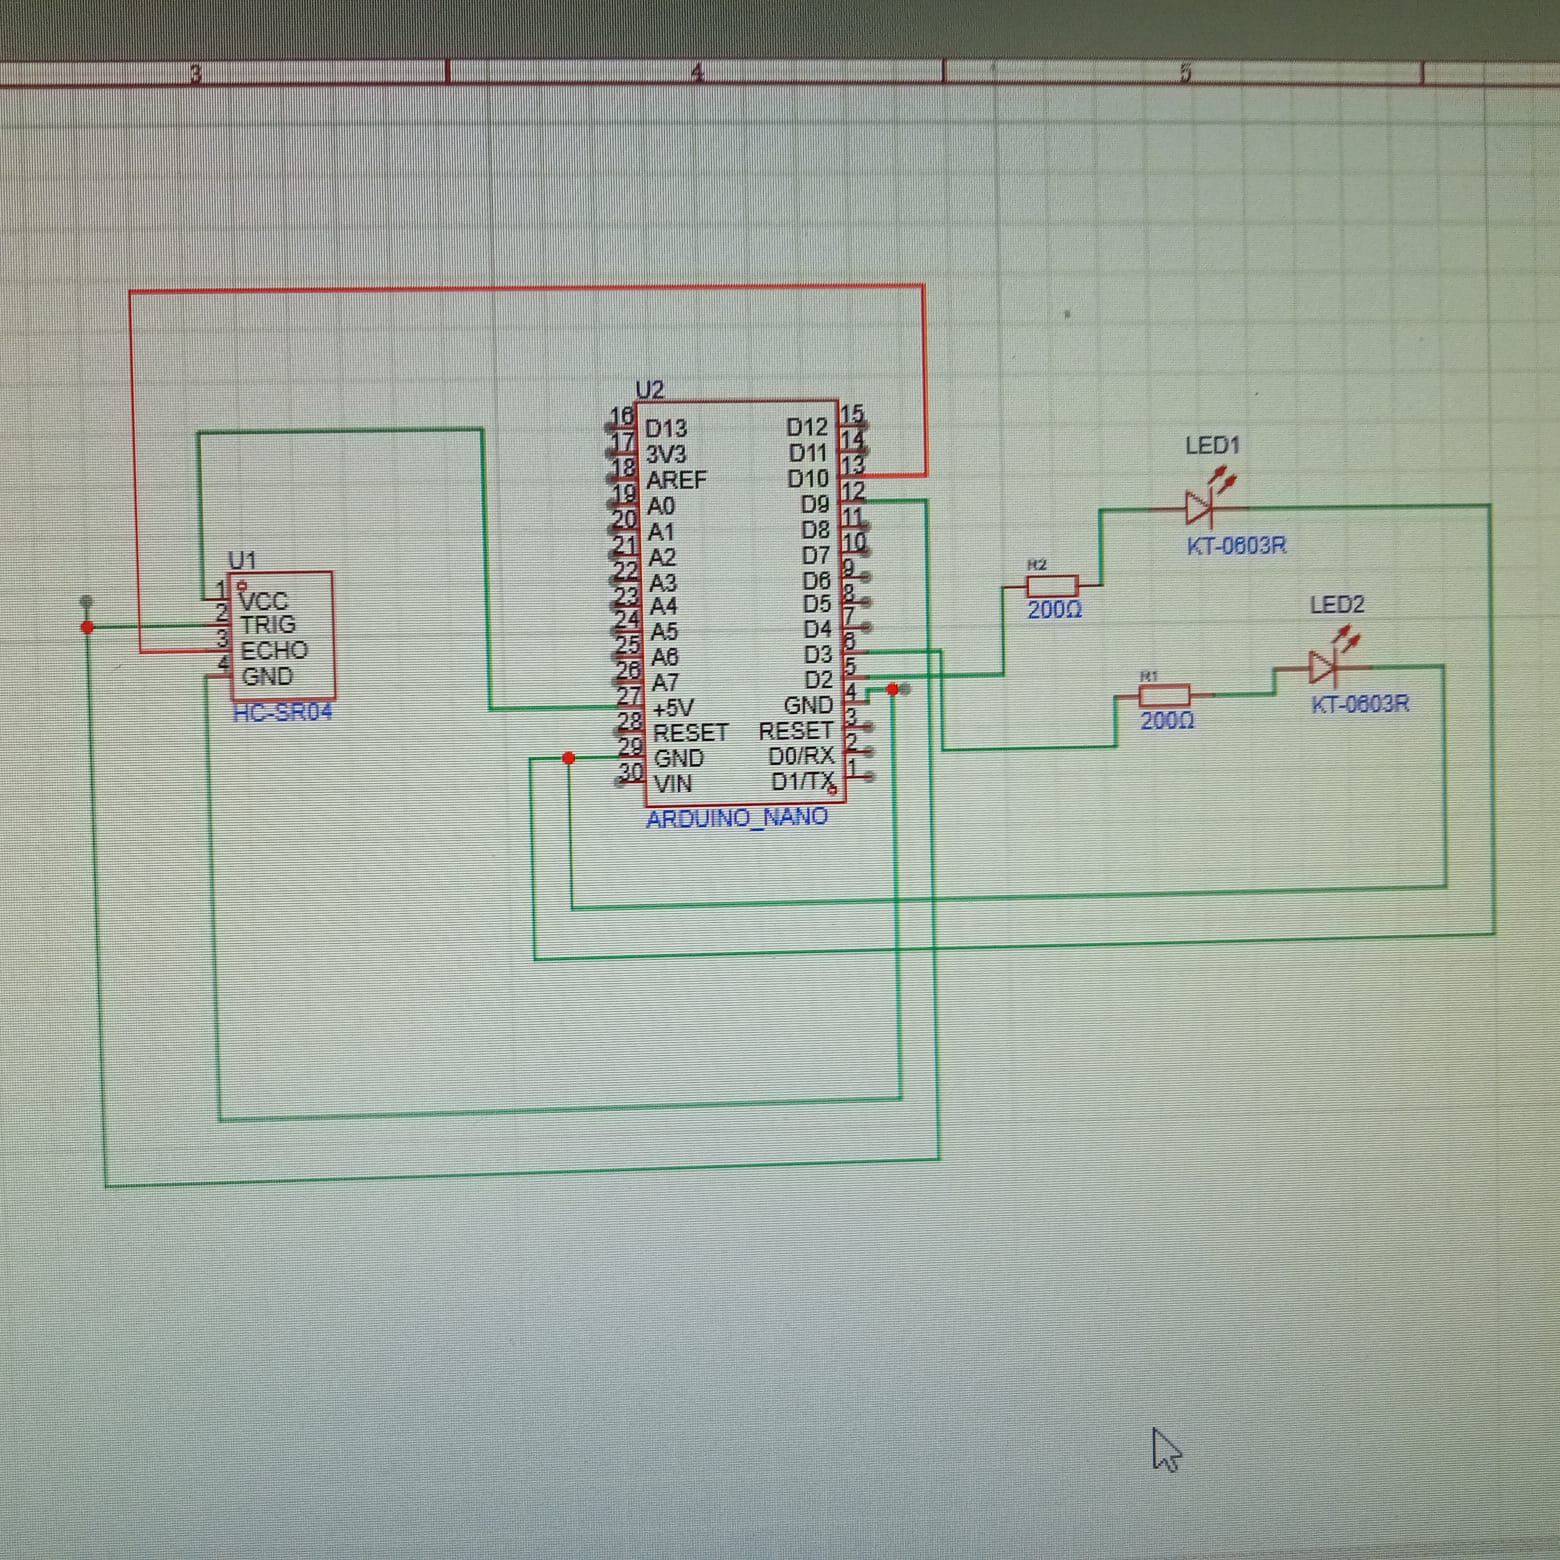 3 4 5
U2
16 D13 D12 15
17 3V3 D11 14
18 AREF D10 13
19 A0 D9 12
20 A1 D8 11
21 A2 D7 10
22 A3 D6 9
23 A4 D5 8
24 A5 D4 7
25 A6 D3 6
26 A7 D2 5
27 +5V GND 4
28 RESET RESET 3
29 GND D0/RX 2
30 VIN D1/TX 1
ARDUINO_NANO
U1
1 VCC
2 TRIG
3 ECHO
4 GND
HC-SR04
LED1
KT-0603R
R2
200Ω
LED2
KT-0603R
R1
200Ω